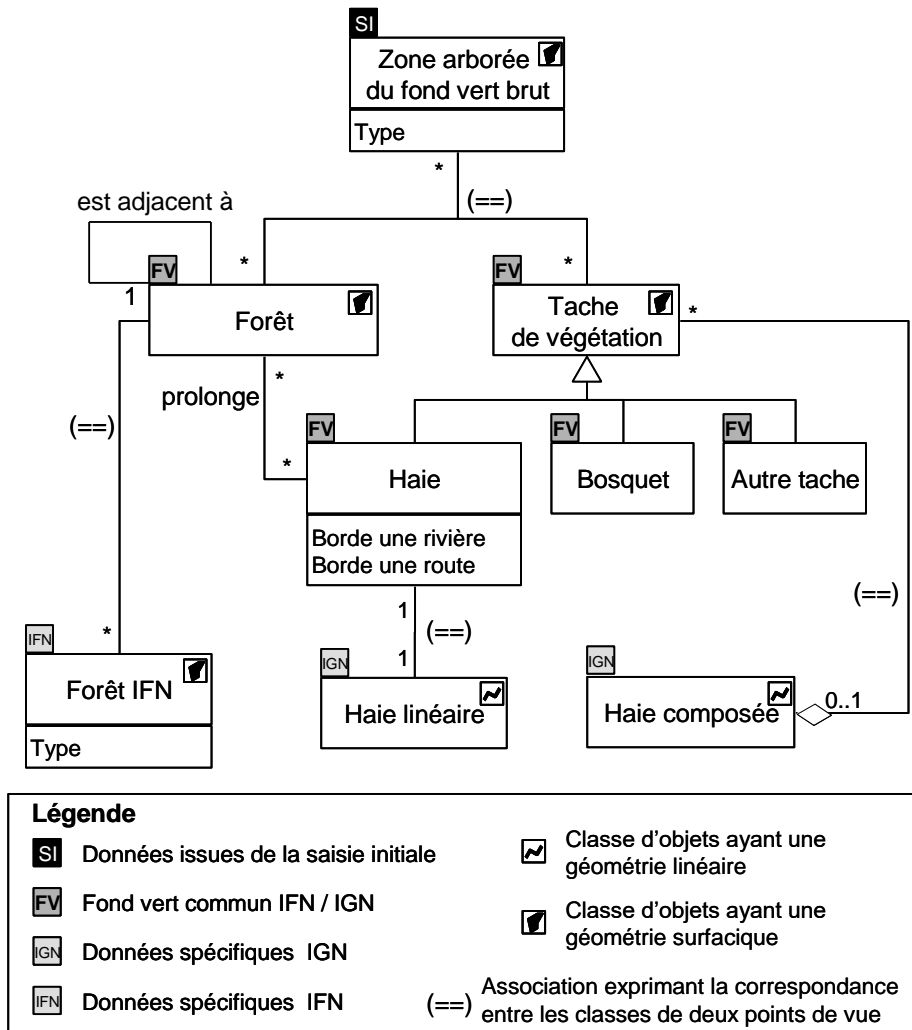 SI
Zone arborée
du fond vert brut
Type
*
(==)
est adjacent à
*
*
FV
FV
1
Forêt
Tache
de végétation
*
*
prolonge
(==)
*
FV
FV
FV
Haie
Bosquet
Autre tache
Borde une rivière
Borde une route
(==)
1
(==)
*
1
IFN
IGN
IGN
Forêt IFN
Haie linéaire
Haie composée
0..1
Type
Légende
SI Données issues de la saisie initiale
FV Fond vert commun IFN / IGN
IGN Données spécifiques IGN
IFN Données spécifiques IFN
Classe d'objets ayant une
géométrie linéaire
Classe d'objets ayant une
géométrie surfacique
(==) Association exprimant la correspondance
entre les classes de deux points de vue